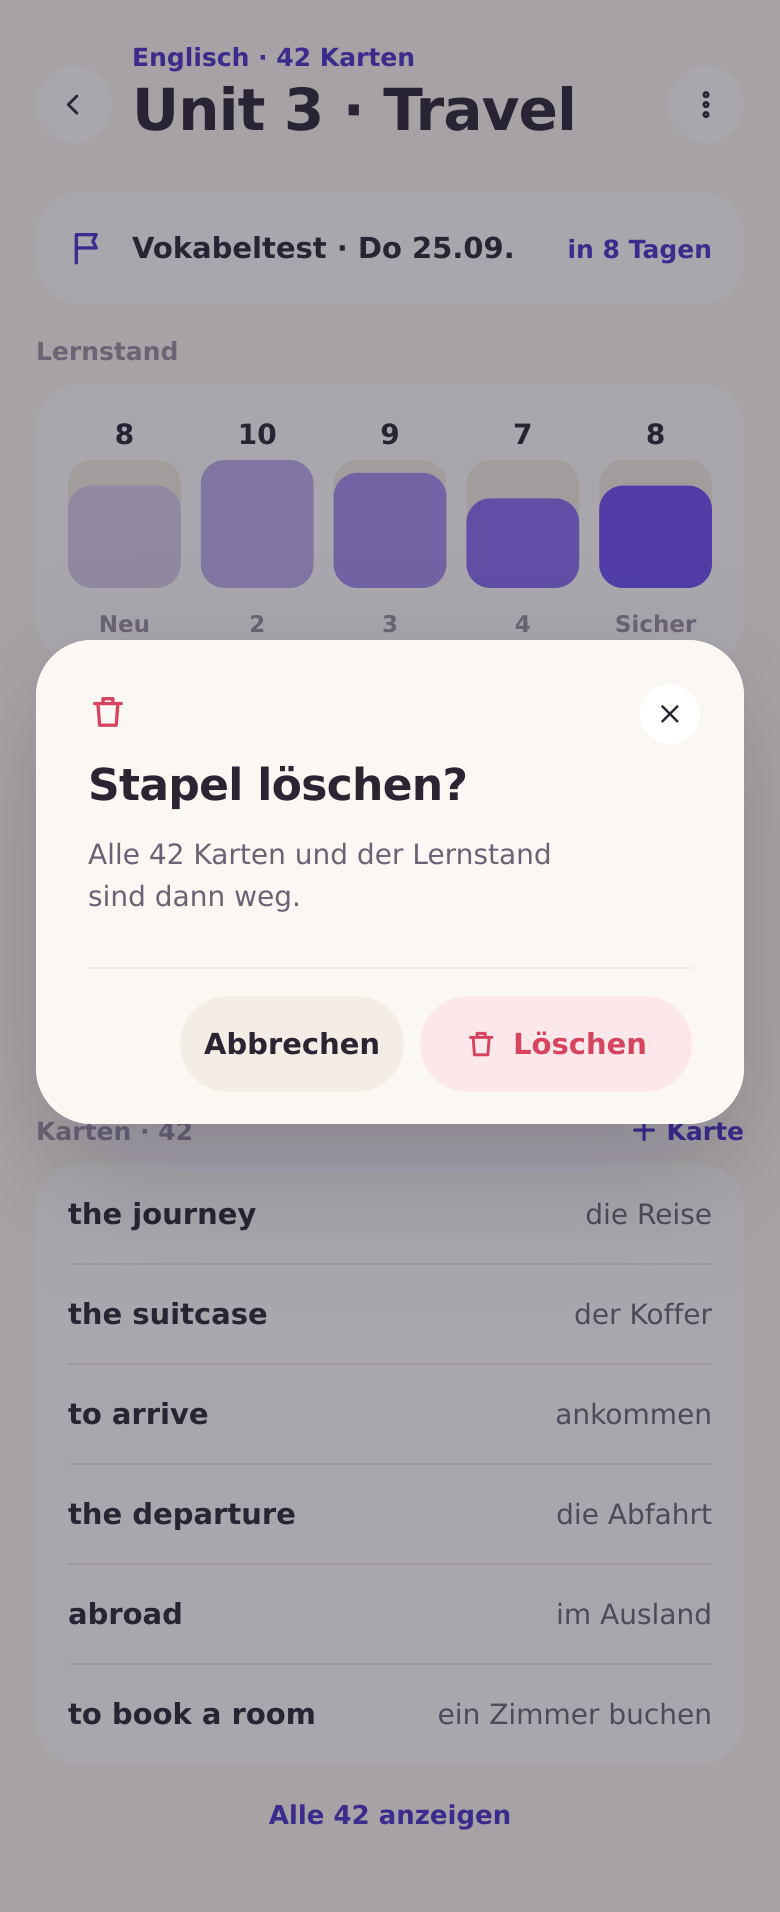 Englisch · 42 Karten
Unit 3 · Travel
Vokabeltest · Do 25.09. in 8 Tagen
Lernstand
8 10 9 7 8
Neu 2 3 4 Sicher
Stapel löschen?
Alle 42 Karten und der Lernstand
sind dann weg.
Abbrechen Löschen
Karten · 42 + Karte
the journey die Reise
the suitcase der Koffer
to arrive ankommen
the departure die Abfahrt
abroad im Ausland
to book a room ein Zimmer buchen
Alle 42 anzeigen